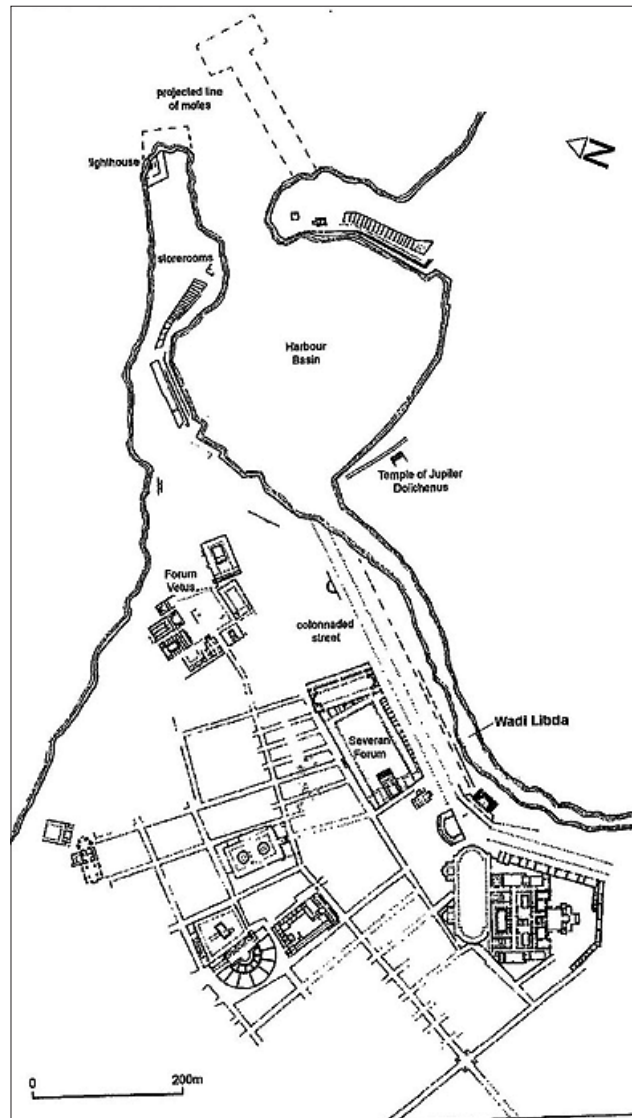 projected line
of moles
lighthouse
N
storerooms
Harbour
Basin
Temple of Jupiter
Dolichenus
Forum
Vetus
colonnaded
street
Wadi Libda
Severan
Forum
0
200m